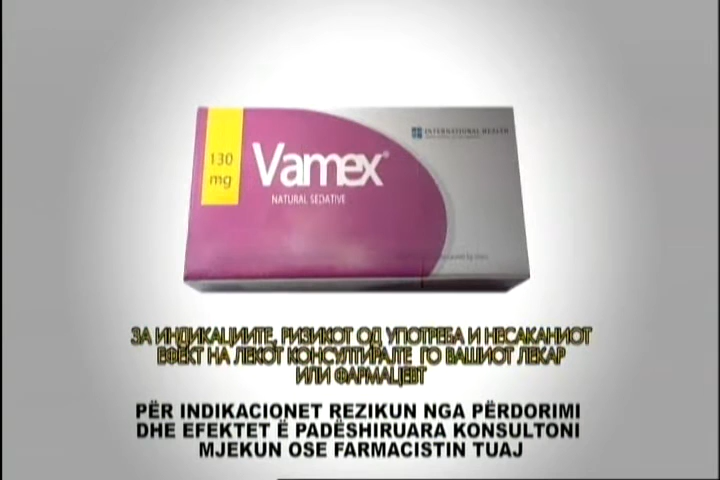 130
mg
Vamex®
NATURAL SEDATIVE
INTERNATIONAL HEALTH
ЗА ИНДИКАЦИИТЕ, РИЗИКОТ ОД УПОТРЕБА И НЕСАКАНИОТ
ЕФЕКТ НА ЛЕКОТ КОНСУЛТИРАЈТЕ ГО ВАШИОТ ЛЕКАР
ИЛИ ФАРМАЦЕВТ
PËR INDIKACIONET REZIKUN NGA PËRDORIMI
DHE EFEKTET Ë PADËSHIRUARA KONSULTONI
MJEKUN OSE FARMACISTIN TUAJ